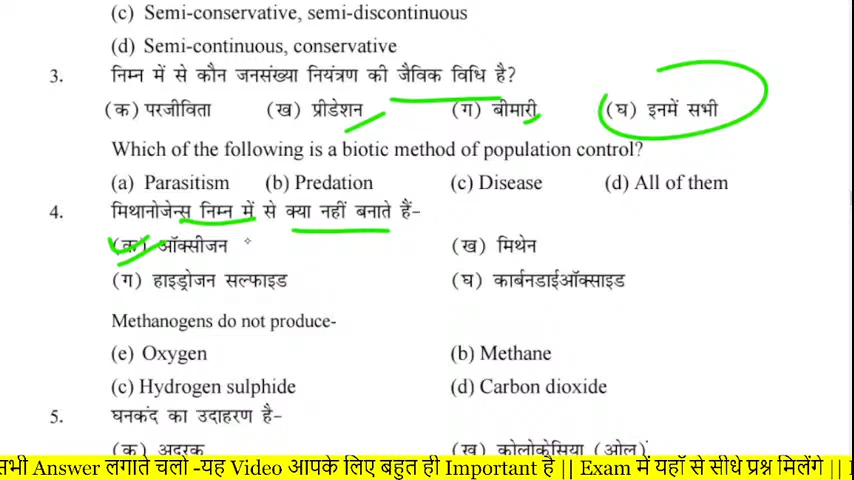 (c) Semi-conservative, semi-discontinuous
(d) Semi-continuous, conservative
3. निम्न में से कौन जनसंख्या नियंत्रण की जैविक विधि है?
(क) परजीविता (ख) प्रीडेशन (ग) बीमारी (घ) इनमें सभी
Which of the following is a biotic method of population control?
(a) Parasitism (b) Predation (c) Disease (d) All of them
4. मिथानोजेन्स निम्न में से क्या नहीं बनाते हैं-
(क) ऑक्सीजन (ख) मिथेन
(ग) हाइड्रोजन सल्फाइड (घ) कार्बनडाईऑक्साइड
Methanogens do not produce-
(e) Oxygen (b) Methane
(c) Hydrogen sulphide (d) Carbon dioxide
5. घनकंद का उदाहरण है-
(क) अदरक (ख) कोलोकेसिया (ओल)
सभी Answer लगाते चलो -यह Video आपके लिए बहुत ही Important है || Exam में यहाँ से सीधे प्रश्न मिलेंगे ||